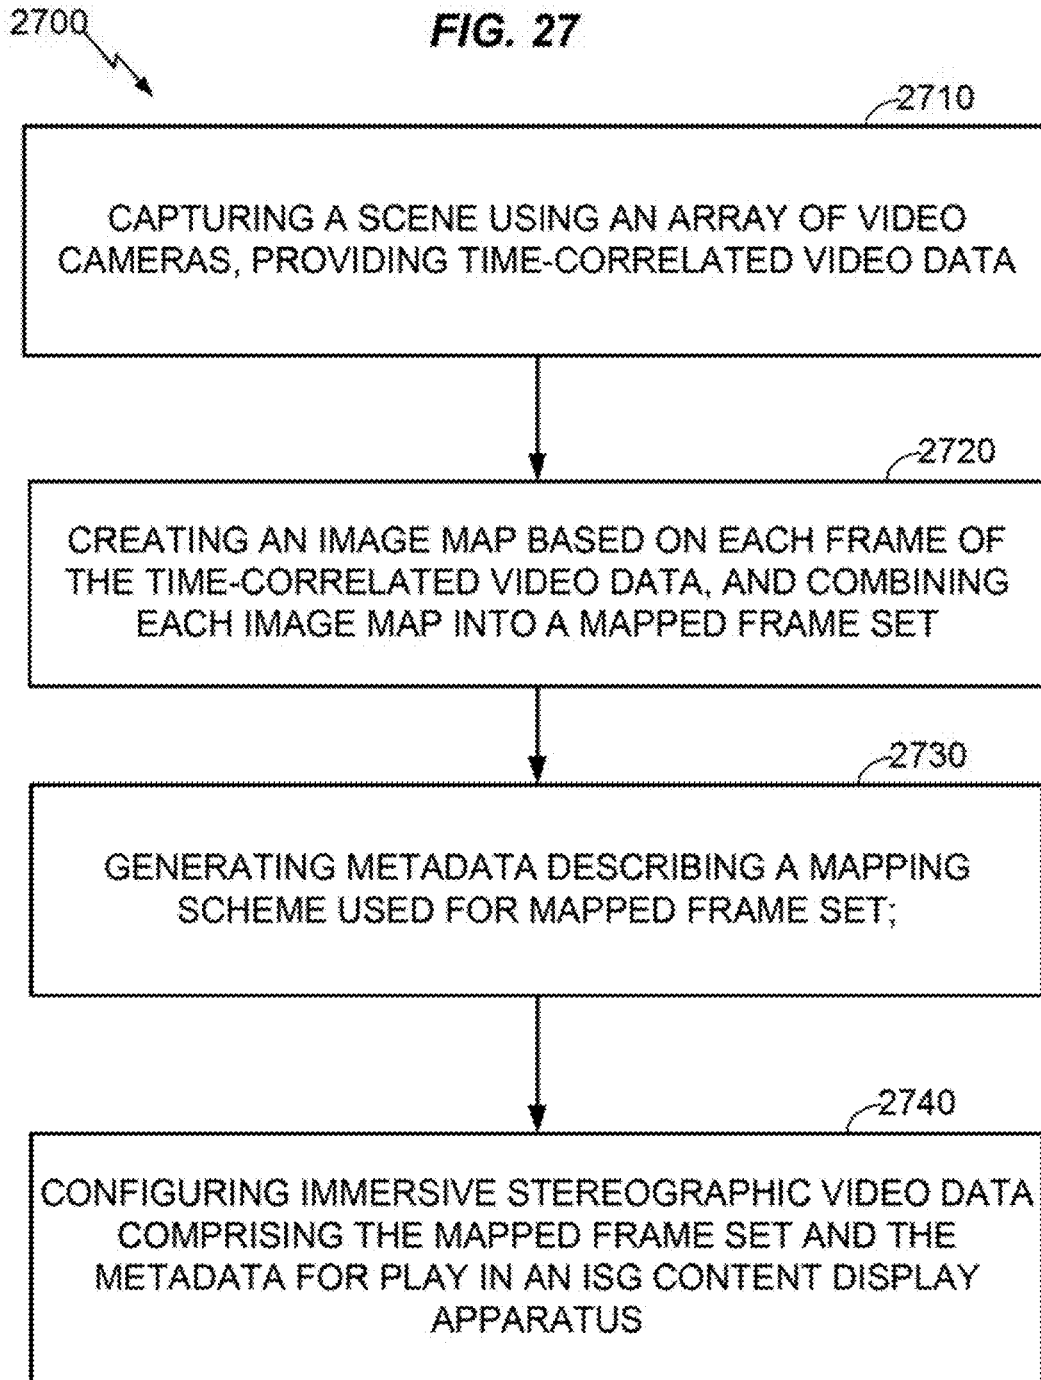 2700
FIG. 27
2710
CAPTURING A SCENE USING AN ARRAY OF VIDEO
CAMERAS, PROVIDING TIME-CORRELATED VIDEO DATA
2720
CREATING AN IMAGE MAP BASED ON EACH FRAME OF
THE TIME-CORRELATED VIDEO DATA, AND COMBINING
EACH IMAGE MAP INTO A MAPPED FRAME SET
2730
GENERATING METADATA DESCRIBING A MAPPING
SCHEME USED FOR MAPPED FRAME SET;
2740
CONFIGURING IMMERSIVE STEREOGRAPHIC VIDEO DATA
COMPRISING THE MAPPED FRAME SET AND THE
METADATA FOR PLAY IN AN ISG CONTENT DISPLAY
APPARATUS